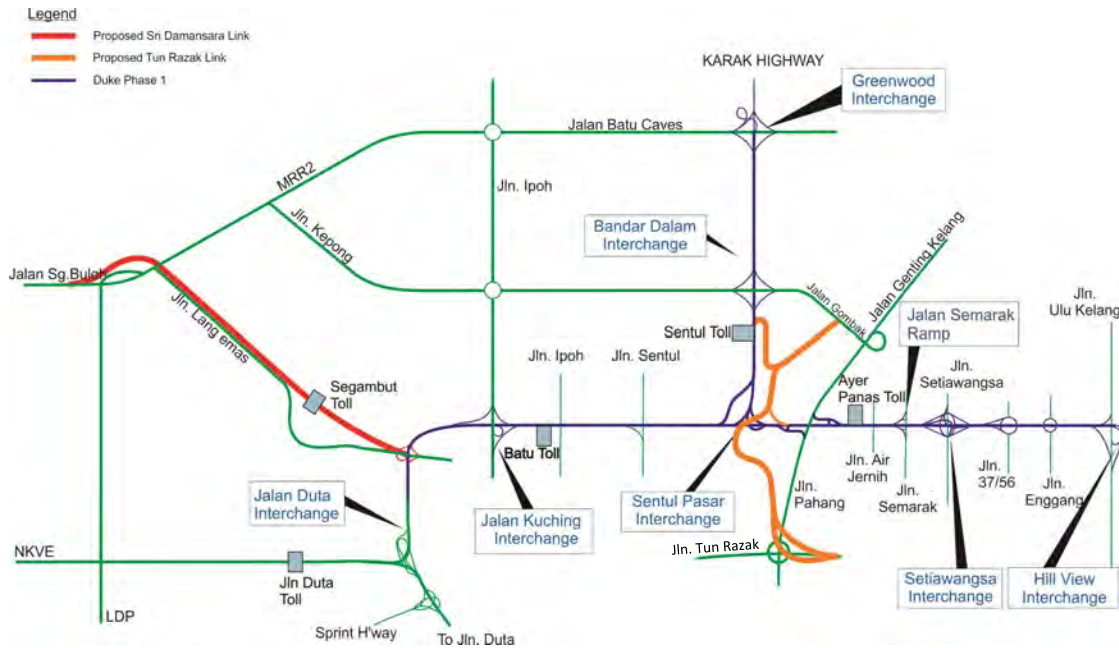 Legend
Proposed Sri Damansara Link
Proposed Tun Razak Link
Duke Phase 1
KARAK HIGHWAY
Greenwood
Interchange
Jalan Batu Caves
MRR2
Jln. Ipoh
Jln. Kepong
Bandar Dalam
Interchange
Jalan Genting Kelang
Jalan Sg.Buloh
Jalan Gombak
Jln.
Ulu Kelang
Jalan Semarak
Ramp
Jln. Lang emas
Sentul Toll
Jln. Ipoh
Jln. Sentul
Ayer
Panas Toll
Jln.
Setiawangsa
Segambut
Toll
Batu Toll
Jln. Air
Jernih
Jln.
37/56
Jln.
Pahang
Jln.
Semarak
Jln.
Enggang
Jalan Duta
Interchange
Jalan Kuching
Interchange
Sentul Pasar
Interchange
Jln. Tun Razak
NKVE
Jln Duta
Toll
Setiawangsa
Interchange
Hill View
Interchange
LDP
Sprint H'way
To Jln. Duta